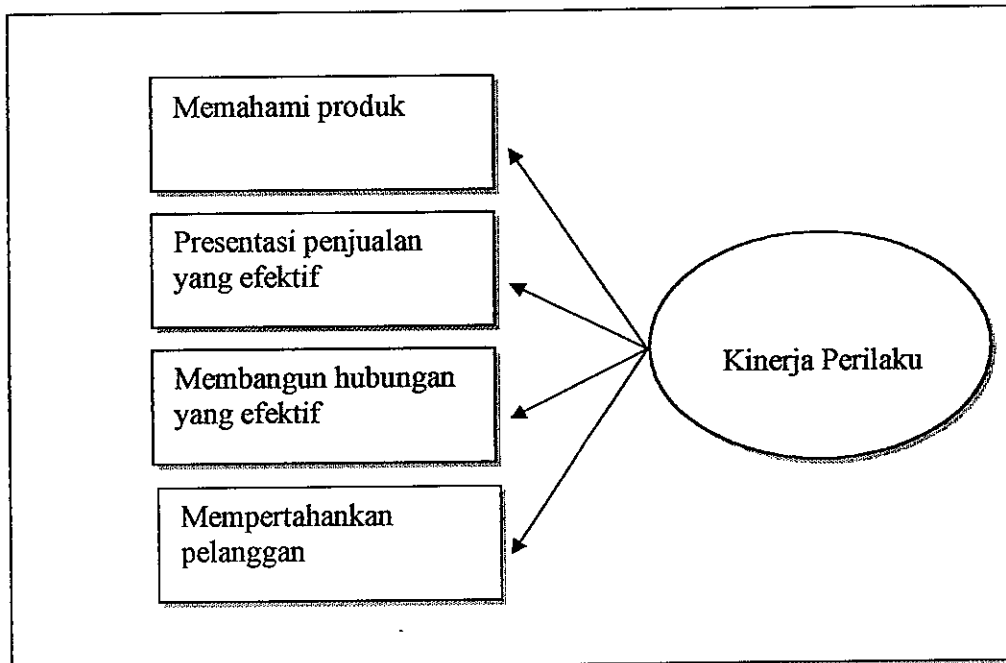 Memahami produk
Presentasi penjualan
yang efektif
Membangun hubungan
yang efektif
Mempertahankan
pelanggan
Kinerja Perilaku